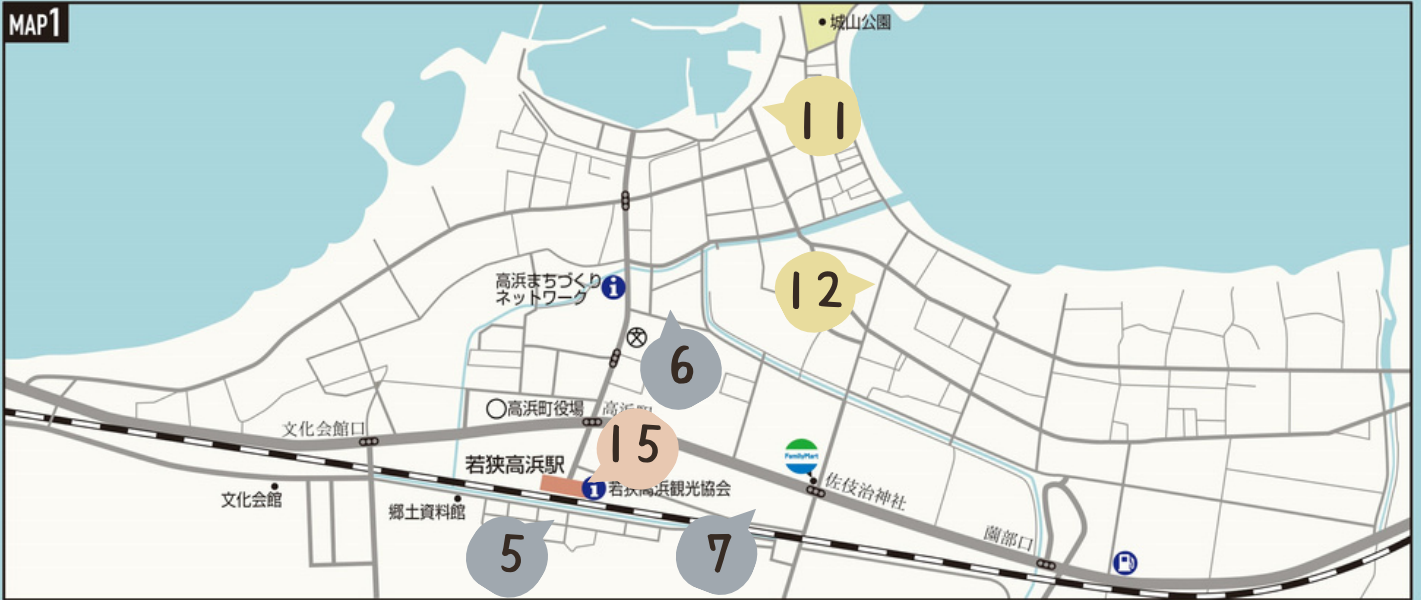 MAP1
城山公園
11
高浜まちづくり
ネットワーク
12
6
高浜町役場
文化会館口
15
若狭高浜駅
FamilyMart
若狭高浜観光協会
佐伎治神社
文化会館
郷土資料館
5
7
薗部口